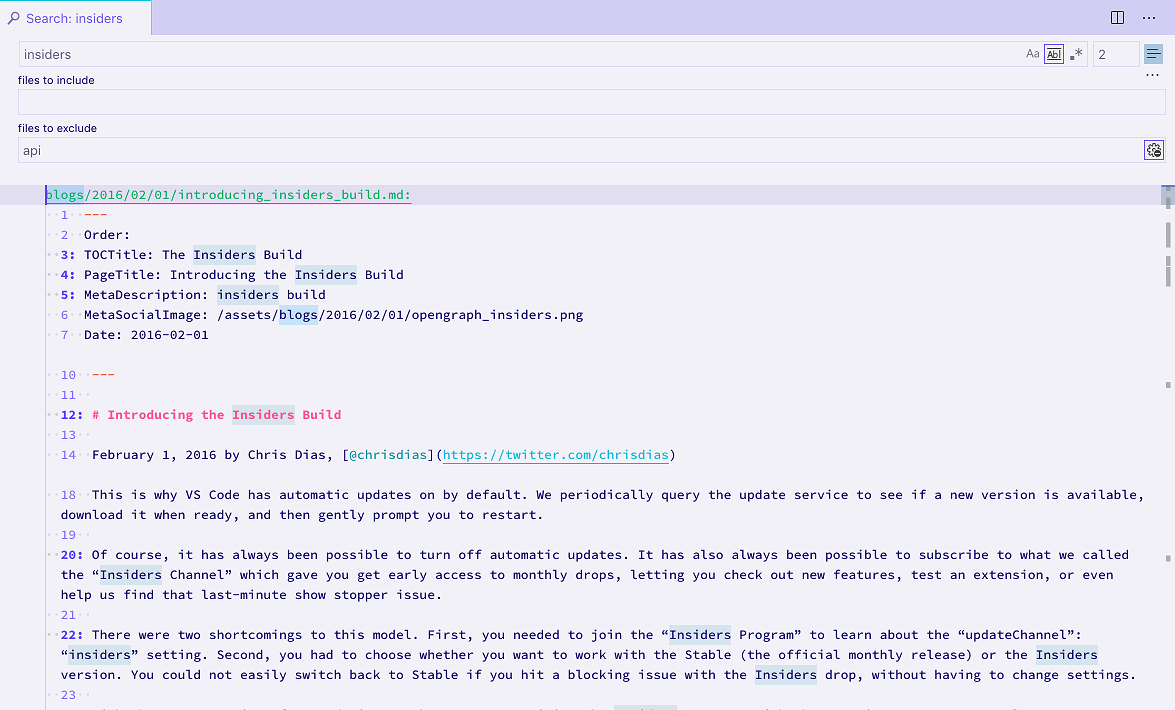 Search: insiders
insiders Aa Abl .* 2
files to include
files to exclude
api
blogs/2016/02/01/introducing_insiders_build.md:
1 ---
2 Order:
3: TOCTitle: The Insiders Build
4: PageTitle: Introducing the Insiders Build
5: MetaDescription: insiders build
6 MetaSocialImage: /assets/blogs/2016/02/01/opengraph_insiders.png
7 Date: 2016-02-01
10 ---
11
12: # Introducing the Insiders Build
13
14 February 1, 2016 by Chris Dias, [@chrisdias](https://twitter.com/chrisdias)
18 This is why VS Code has automatic updates on by default. We periodically query the update service to see if a new version is available,
download it when ready, and then gently prompt you to restart.
19
20: Of course, it has always been possible to turn off automatic updates. It has also always been possible to subscribe to what we called
the “Insiders Channel” which gave you get early access to monthly drops, letting you check out new features, test an extension, or even
help us find that last-minute show stopper issue.
21
22: There were two shortcomings to this model. First, you needed to join the “Insiders Program” to learn about the “updateChannel”:
“insiders” setting. Second, you had to choose whether you want to work with the Stable (the official monthly release) or the Insiders
version. You could not easily switch back to Stable if you hit a blocking issue with the Insiders drop, without having to change settings.
23